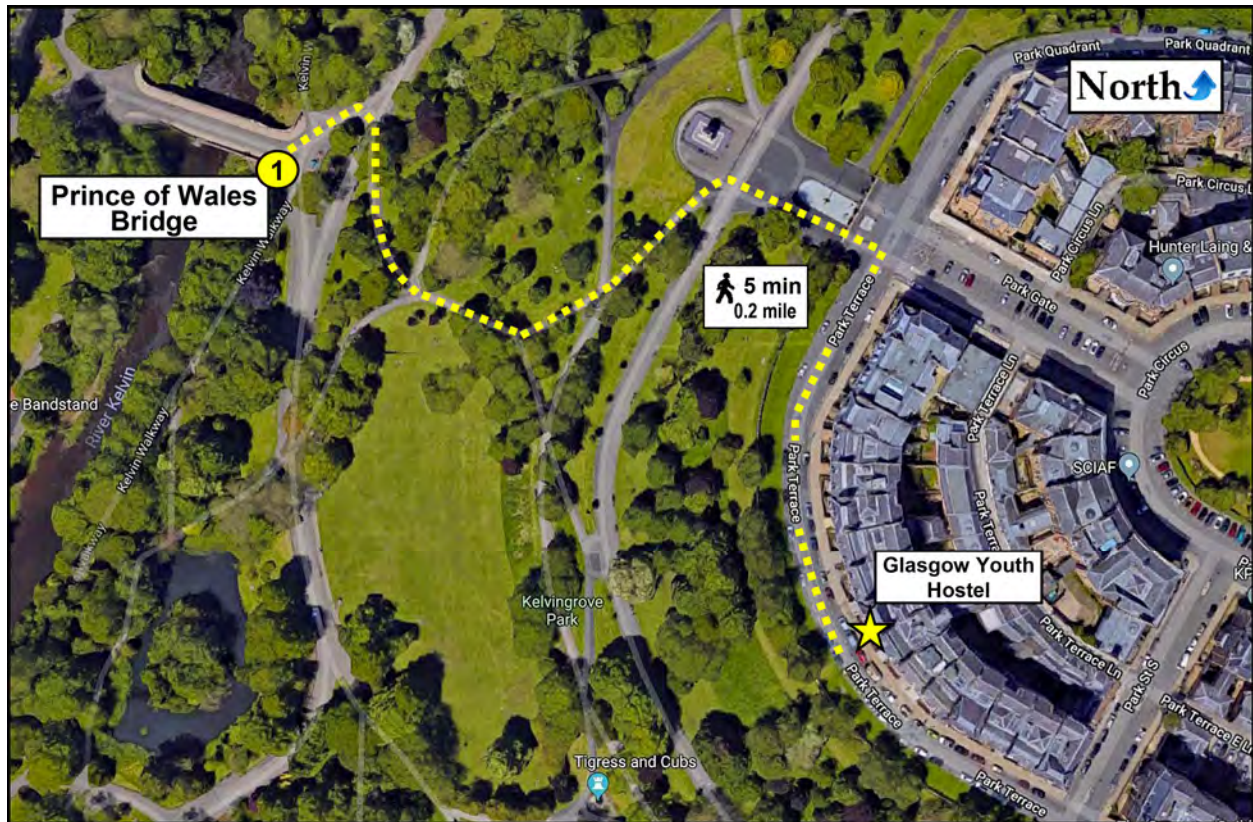 Kelvin W
Park Quadrant
Park Quadrant
North
1
Prince of Wales
Bridge
Kelvin Walkway
Park Circus L
Park Circus Ln
Hunter Laing &
5 min
0.2 mile
Park Terrace
Park Gate
Park Circus
Park Terrace Ln
e Bandstand
River Kelvin
Kelvin Walkway
Walkway
Park Terrace
SCIAF
Park Terrace
Glasgow Youth
Hostel
Kelvingrove
Park
Park Terrace Ln
Park St S
Park Terrace
Park Terrace E L
Tigress and Cubs
Park Terrace